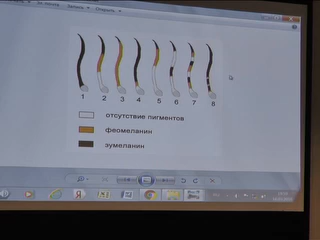 1 2 3 4 5 6 7 8
отсутствие пигментов
феомеланин
эумеланин